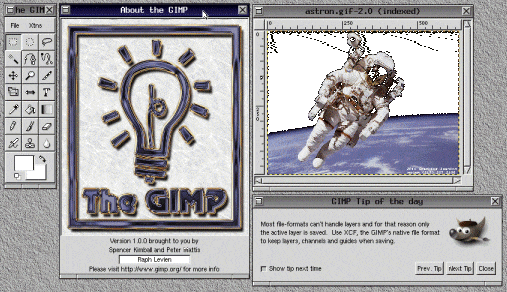 The GIM
File
Xtns
About the GIMP
The GIMP
Version 1.0.0 brought to you by
Spencer Kimball and Peter Mattis
Raph Levien
Please visit http://www.gimp.org/ for more info
astron.gif-2.0 (indexed)
0
250
500
GIMP Tip of the day
Most file-formats can't handle layers and for that reason only
the active layer is saved. Use XCF, the GIMP's native file format
to keep layers, channels and guides when saving.
Show tip next time
Prev. Tip
Next Tip
Close